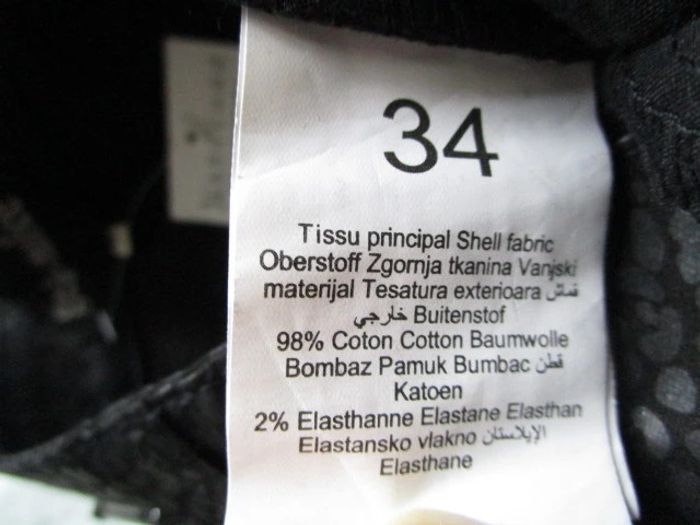 34
Tissu principal Shell fabric
Oberstoff Zgornja tkanina Vanjski
materijal Tesatura exterioara قماش
خارجي Buitenstof
98% Coton Cotton Baumwolle
Bombaz Pamuk Bumbac قطن
Katoen
2% Elasthanne Elastane Elasthan
Elastansko vlakno الإيلاستان
Elasthane